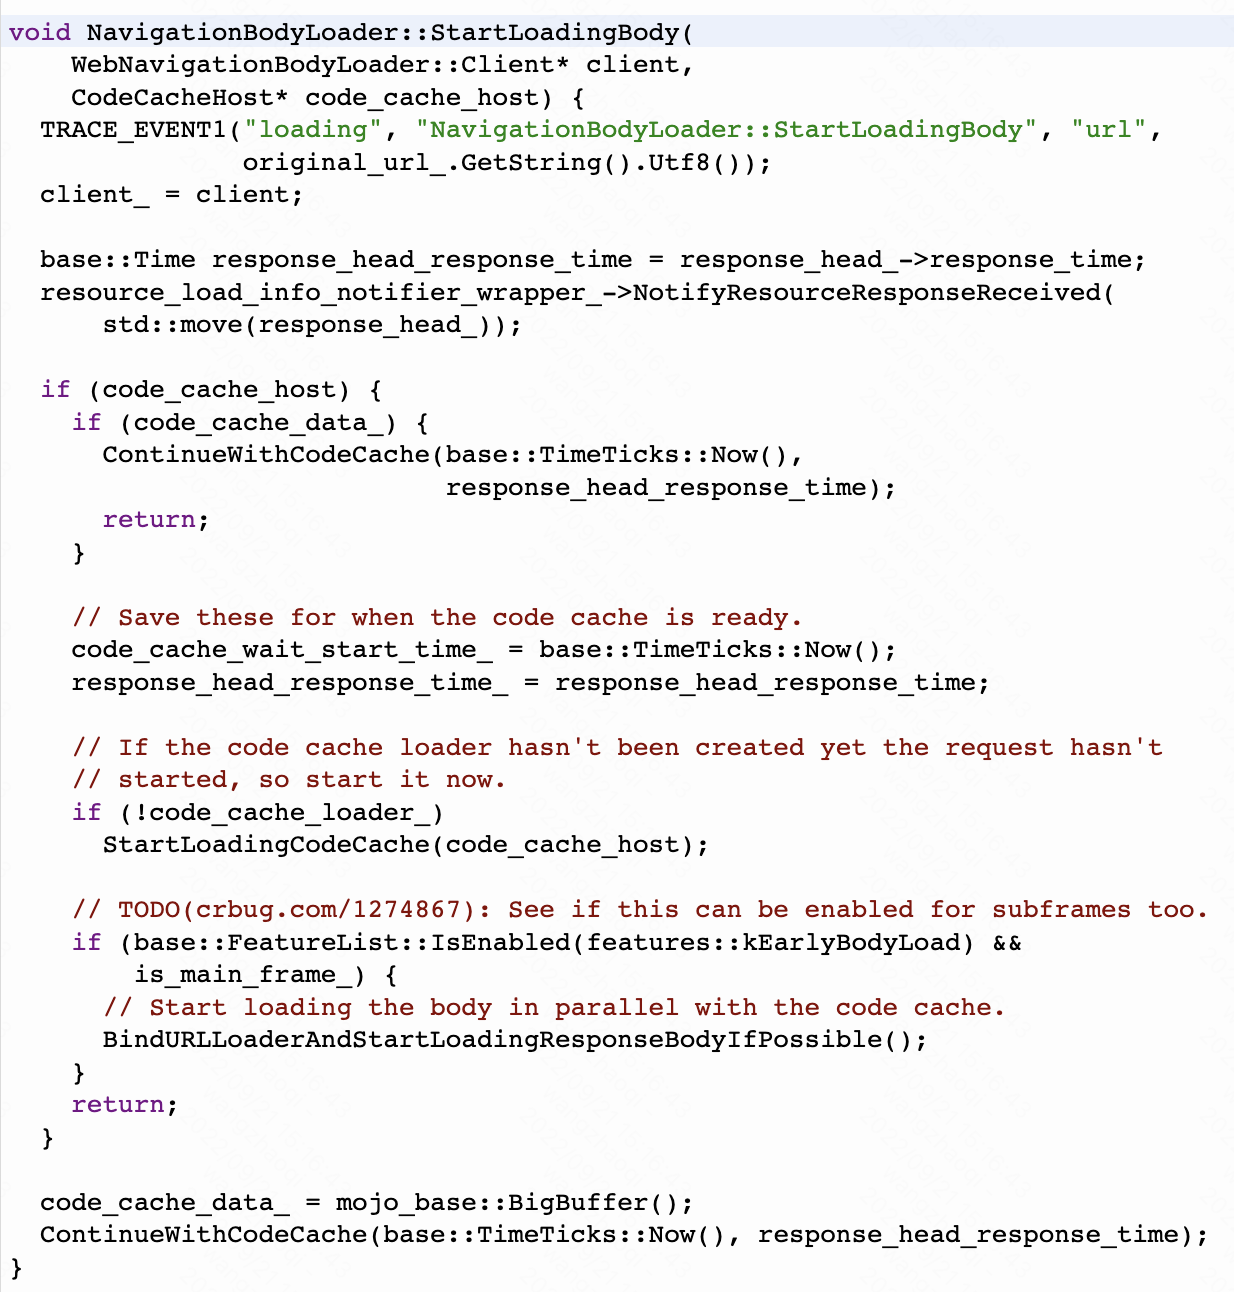 void NavigationBodyLoader::StartLoadingBody(
    WebNavigationBodyLoader::Client* client,
    CodeCacheHost* code_cache_host) {
  TRACE_EVENT1("loading", "NavigationBodyLoader::StartLoadingBody", "url",
               original_url_.GetString().Utf8());
  client_ = client;

  base::Time response_head_response_time = response_head_->response_time;
  resource_load_info_notifier_wrapper_->NotifyResourceResponseReceived(
      std::move(response_head_));

  if (code_cache_host) {
    if (code_cache_data_) {
      ContinueWithCodeCache(base::TimeTicks::Now(),
                            response_head_response_time);
      return;
    }

    // Save these for when the code cache is ready.
    code_cache_wait_start_time_ = base::TimeTicks::Now();
    response_head_response_time_ = response_head_response_time;

    // If the code cache loader hasn't been created yet the request hasn't
    // started, so start it now.
    if (!code_cache_loader_)
      StartLoadingCodeCache(code_cache_host);

    // TODO(crbug.com/1274867): See if this can be enabled for subframes too.
    if (base::FeatureList::IsEnabled(features::kEarlyBodyLoad) &&
        is_main_frame_) {
      // Start loading the body in parallel with the code cache.
      BindURLLoaderAndStartLoadingResponseBodyIfPossible();
    }
    return;
  }

  code_cache_data_ = mojo_base::BigBuffer();
  ContinueWithCodeCache(base::TimeTicks::Now(), response_head_response_time);
}